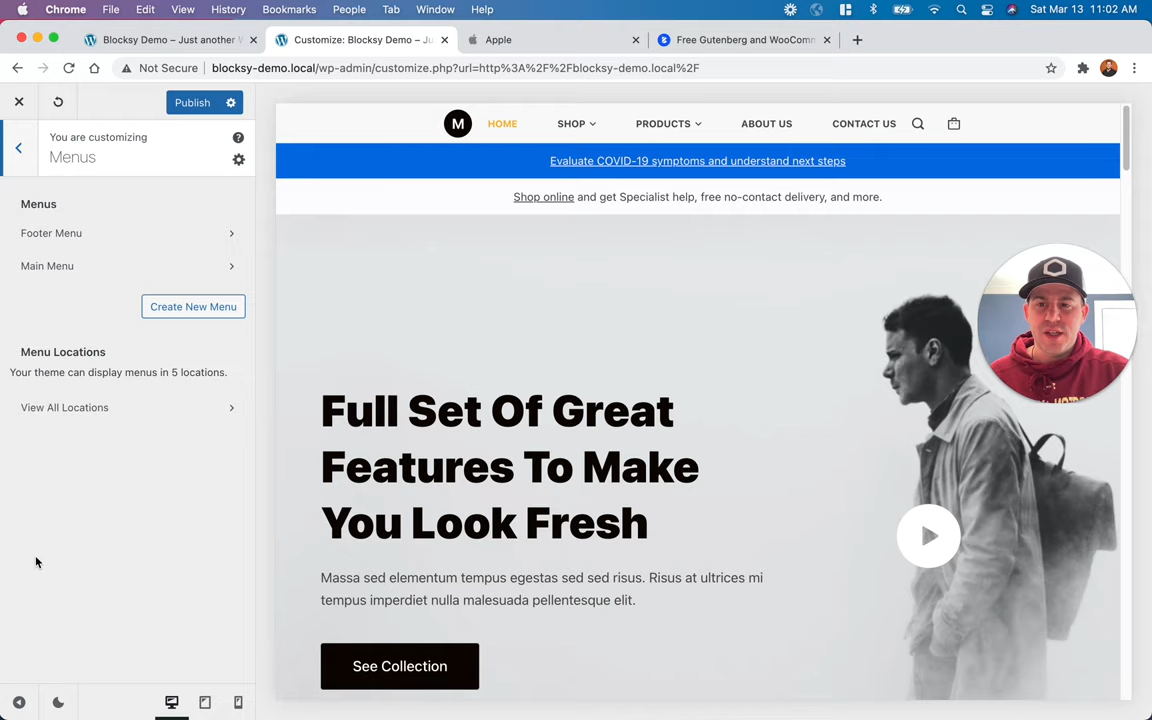 Chrome File Edit View History Bookmarks People Tab Window Help Sat Mar 13 11:02 AM
Blocksy Demo – Just another W
Customize: Blocksy Demo – Ju
Apple
Free Gutenberg and WooComm
Not Secure blocksy-demo.local/wp-admin/customize.php?url=http%3A%2F%2Fblocksy-demo.local%2F
Publish
You are customizing
Menus
Menus
Footer Menu
Main Menu
Create New Menu
Menu Locations
Your theme can display menus in 5 locations.
View All Locations
M HOME SHOP PRODUCTS ABOUT US CONTACT US
Evaluate COVID-19 symptoms and understand next steps
Shop online and get Specialist help, free no-contact delivery, and more.
Full Set Of Great
Features To Make
You Look Fresh
Massa sed elementum tempus egestas sed sed risus. Risus at ultrices mi
tempus imperdiet nulla malesuada pellentesque elit.
See Collection